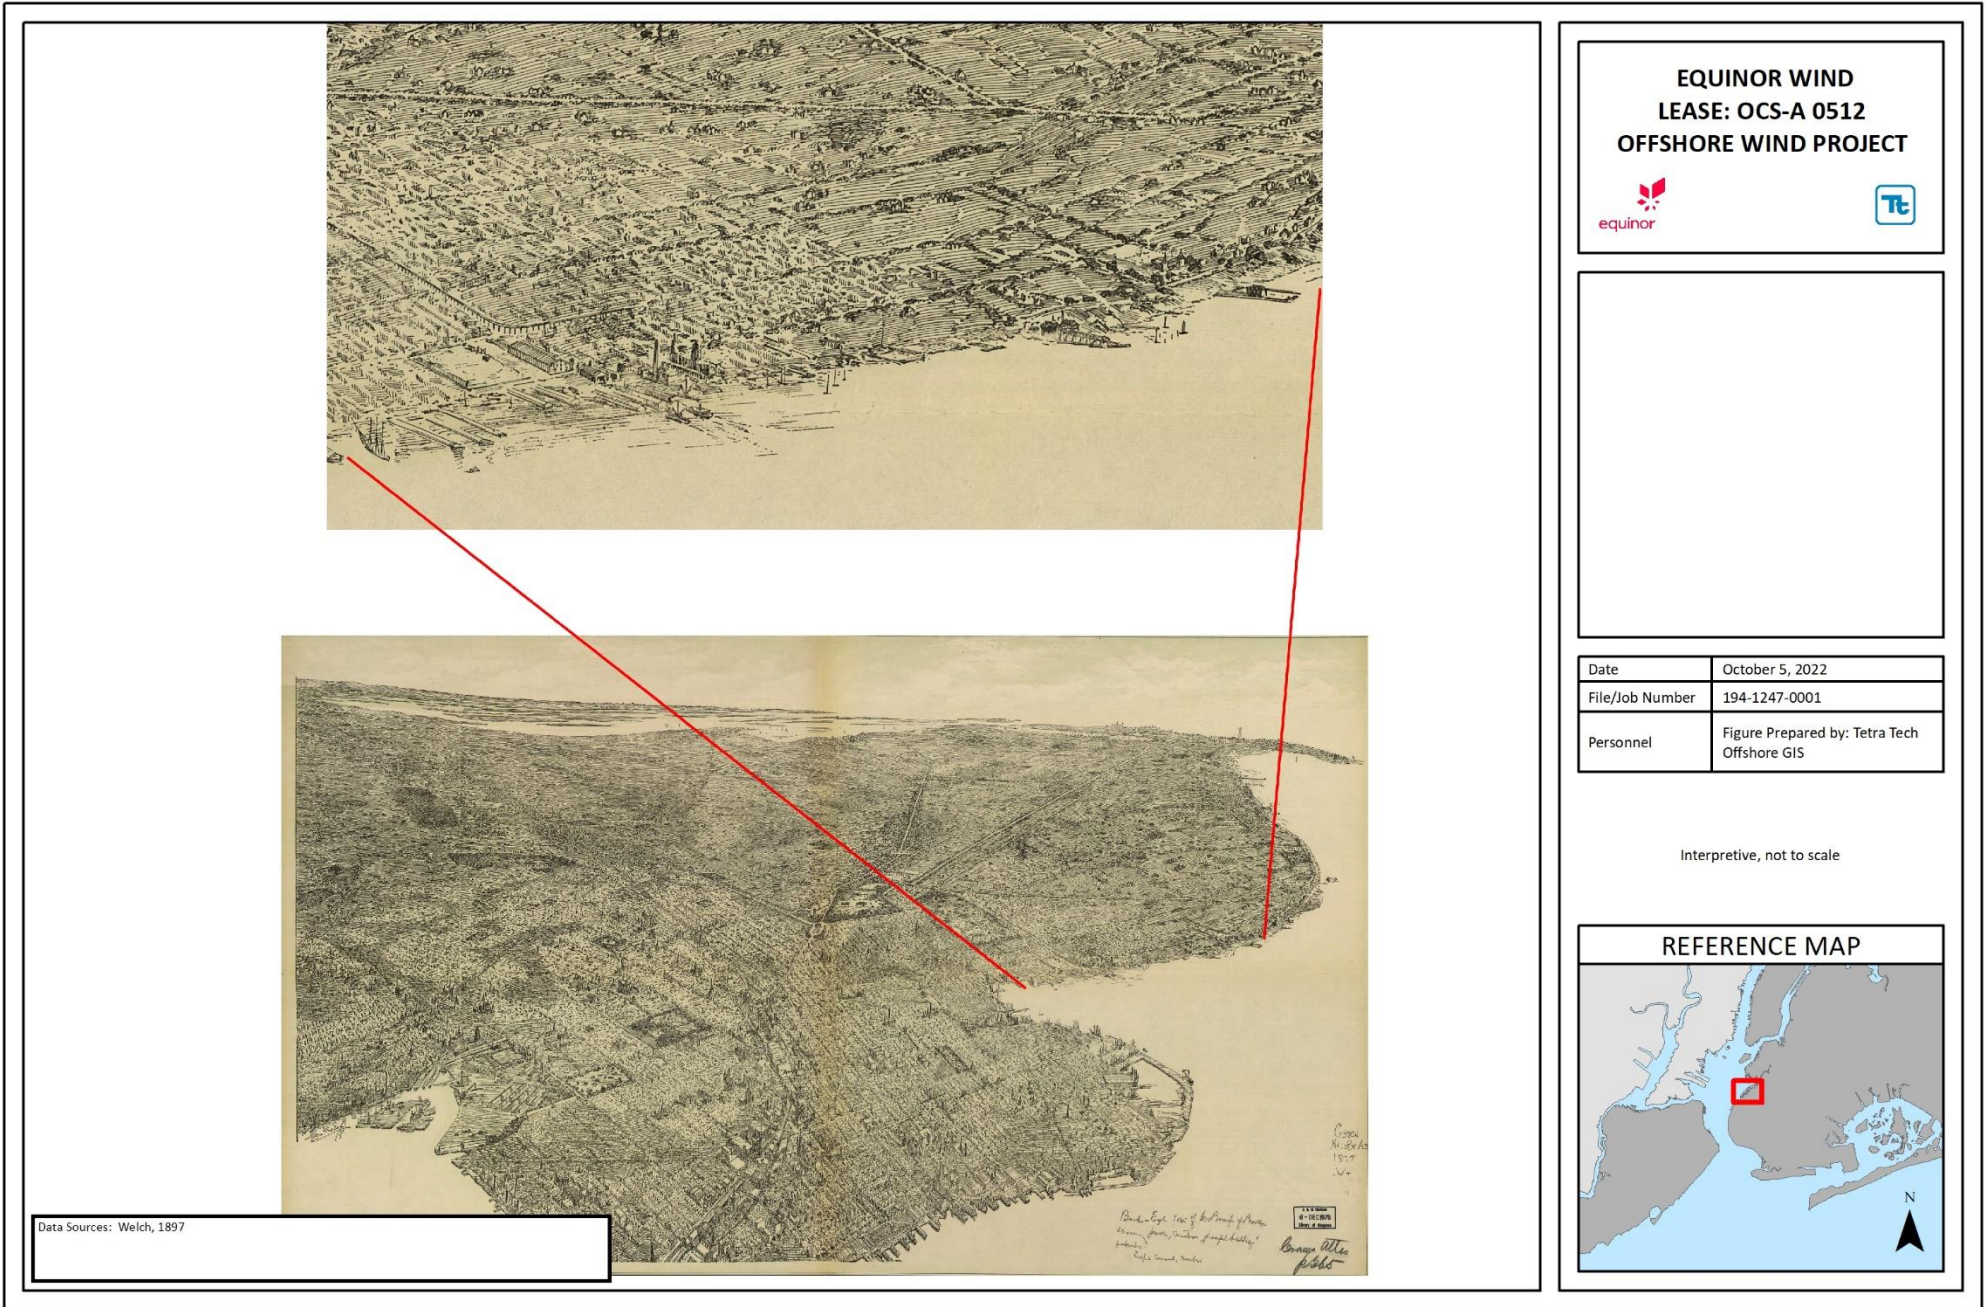 EQUINOR WIND
LEASE: OCS-A 0512
OFFSHORE WIND PROJECT
equinor
Tt
Date October 5, 2022
File/Job Number 194-1247-0001
Personnel Figure Prepared by: Tetra Tech
Offshore GIS
Interpretive, not to scale
REFERENCE MAP
N
Data Sources: Welch, 1897